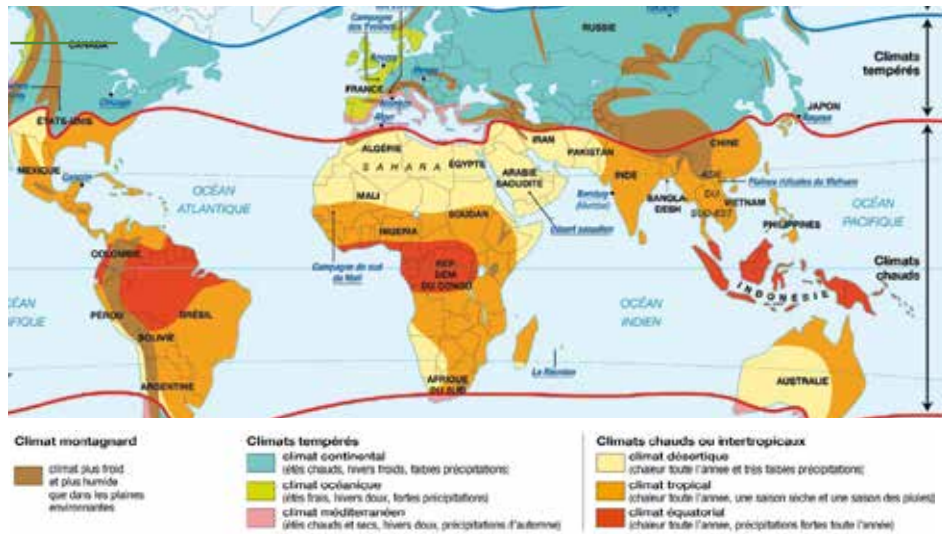 CANADA
Chicago
ÉTATS-UNIS
MEXIQUE
Cancún
OCÉAN
ATLANTIQUE
COLOMBIE
PÉROU
BRÉSIL
BOLIVIE
ARGENTINE
FRANCE
Alger
ALGÉRIE
SAHARA
ÉGYPTE
MALI
SOUDAN
NIGERIA
Campagne du sud
du Mali
RÉP.
DÉM.
DU CONGO
AFRIQUE
DU SUD
RUSSIE
IRAN
PAKISTAN
ARABIE
SAOUDITE
Désert saoudien
INDE
BANGLA-
DESH
CHINE
ASIE
DU
SUD-EST
VIETNAM
PHILIPPINES
JAPON
INDONÉSIE
OCÉAN
INDIEN
La Réunion
AUSTRALIE
OCÉAN
PACIFIQUE
Climats
tempérés
Climats
chauds
Climat montagnard
climat plus froid
et plus humide
que dans les plaines
environnantes
Climats tempérés
climat continental
(étés chauds, hivers froids, faibles précipitations)
climat océanique
(étés frais, hivers doux, fortes précipitations)
climat méditerranéen
(étés chauds et secs, hivers doux, précipitations d'automne)
Climats chauds ou intertropicaux
climat désertique
(chaleur toute l'année et très faibles précipitations)
climat tropical
(chaleur toute l'année, une saison sèche et une saison des pluies)
climat équatorial
(chaleur toute l'année, précipitations fortes toute l'année)